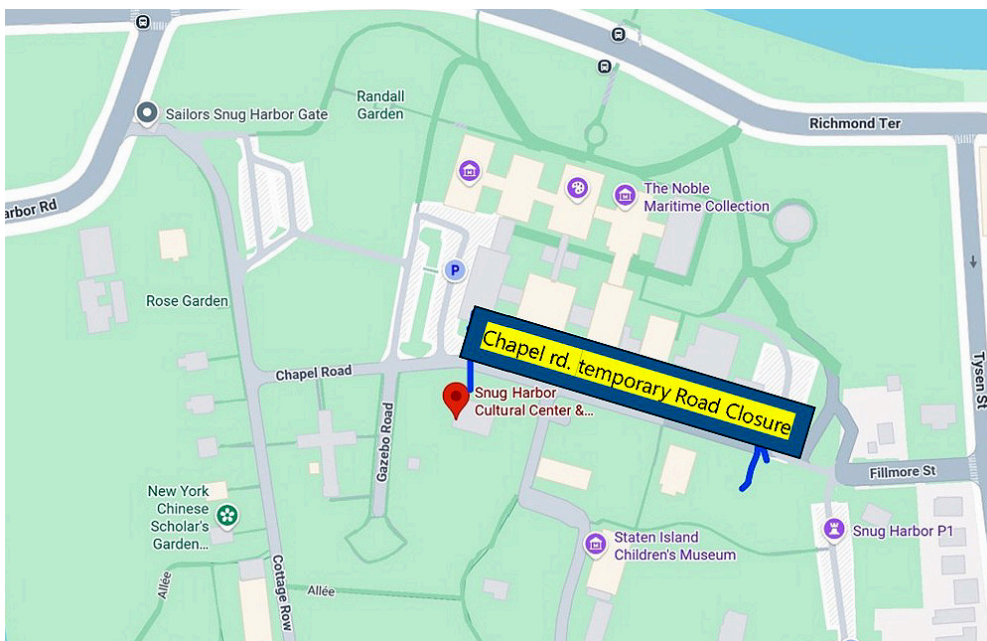 Randall
Garden
Sailors Snug Harbor Gate
Richmond Ter
The Noble
Maritime Collection
arbor Rd
P
Rose Garden
Chapel rd. temporary Road Closure
Tysen St
Chapel Road
Snug Harbor
Cultural Center &...
Gazebo Road
Fillmore St
New York
Chinese
Scholar's
Garden...
Snug Harbor P1
Staten Island
Children's Museum
Cottage Row
Allée
Allée